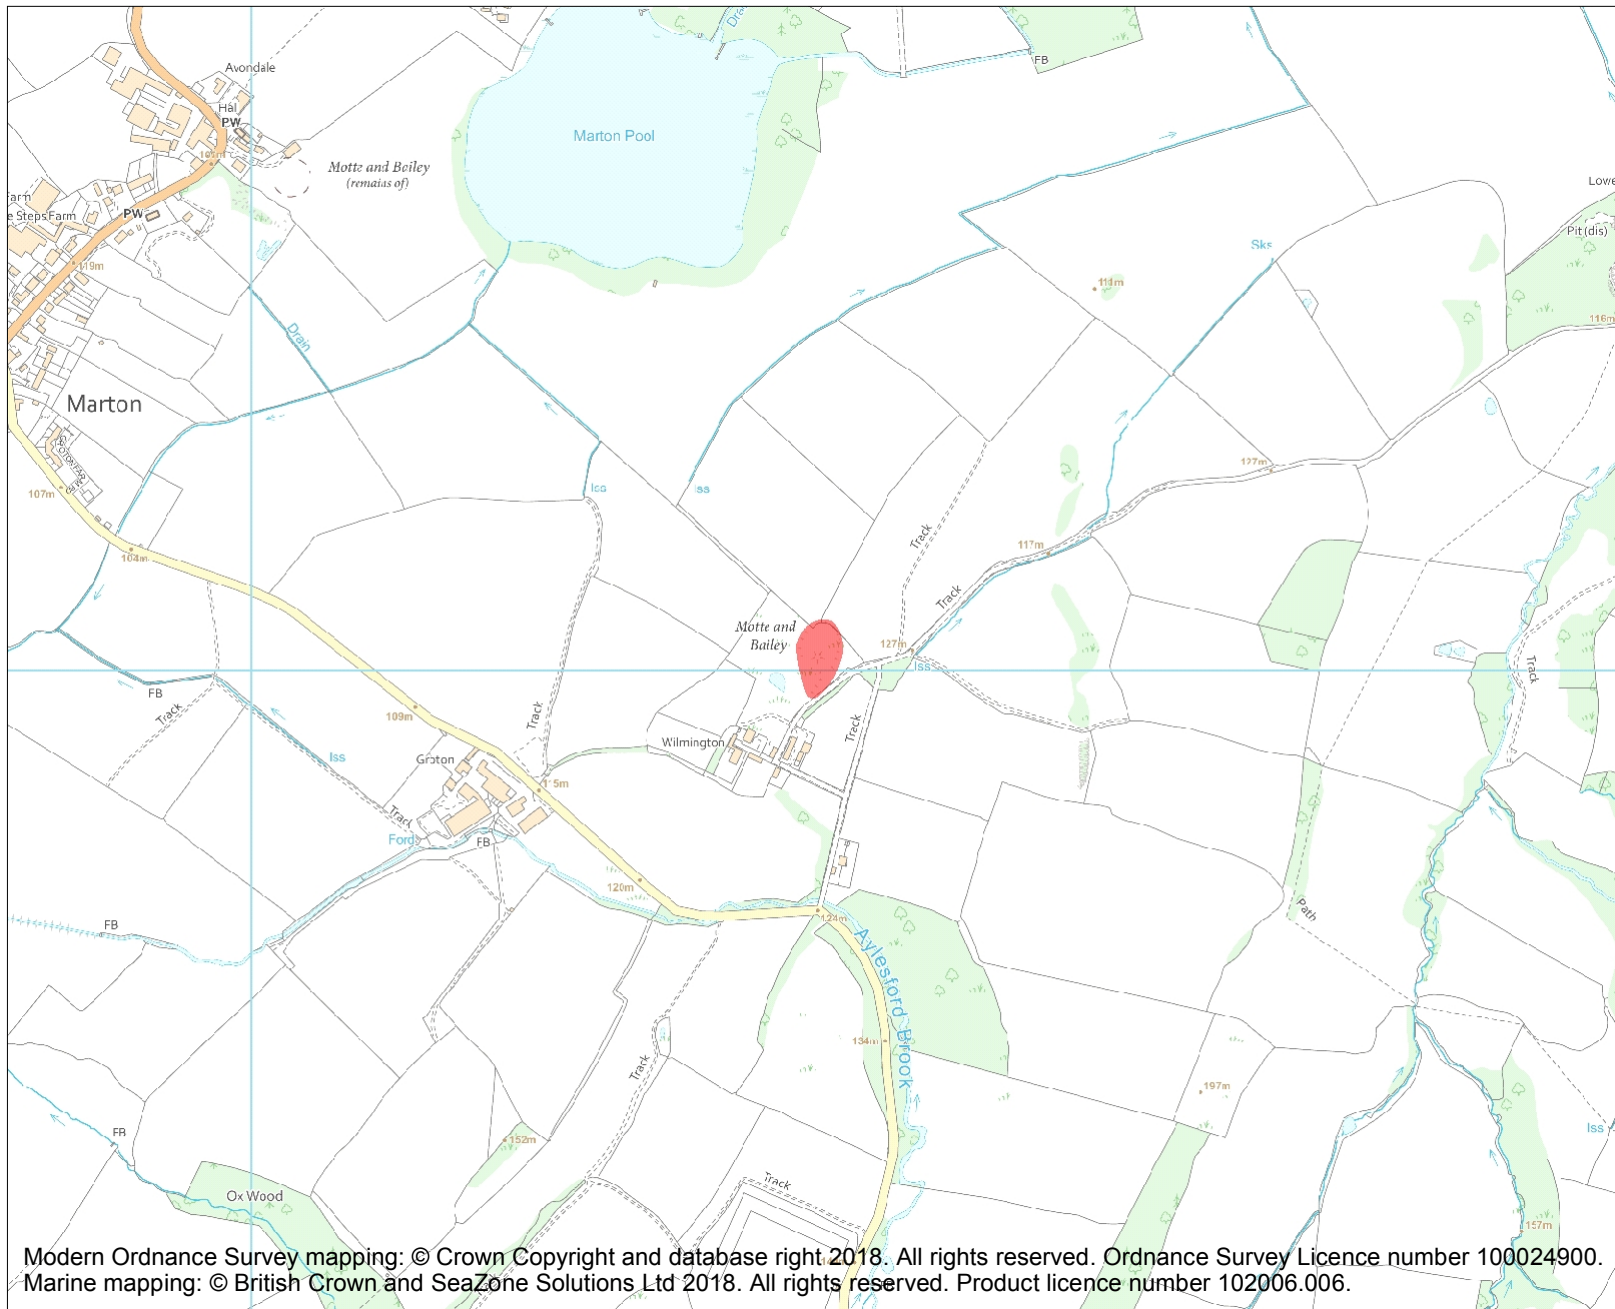 Avondale
FB
Hal
PW
Marton Pool
Motte and Bailey
(remains of)
Lowe
arm
e Steps Farm
PW
Pit (dis)
Sks
119m
111m
116m
Drain
Marton
127m
107m
Iss
Iss
Track
104m
117m
Track
Motte and
Bailey
127m
Iss
Track
FB
Track
109m
Track
Track
Wilmington
Iss
Groton
115m
Track
Ford
FB
120m
FB
124m
Path
Aylesford Brook
134m
Track
197m
FB
152m
Iss
Track
Ox Wood
157m
Modern Ordnance Survey mapping: © Crown Copyright and database right 2018. All rights reserved. Ordnance Survey Licence number 100024900.
Marine mapping: © British Crown and SeaZone Solutions Ltd 2018. All rights reserved. Product licence number 102006.006.